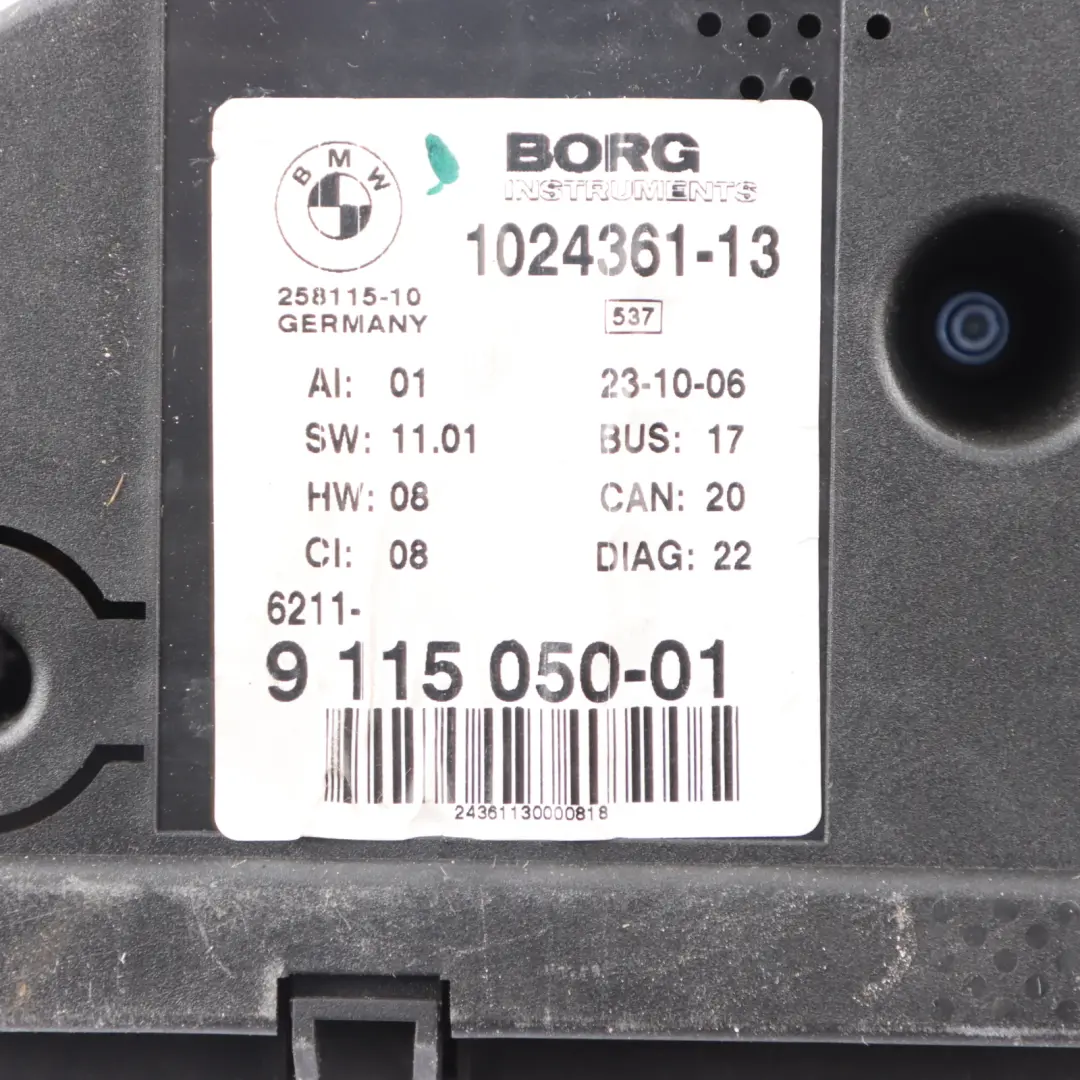 BMW
BORG
INSTRUMENTS
1024361-13
258115-10
GERMANY
537
AI: 01
23-10-06
SW: 11.01
BUS: 17
HW: 08
CAN: 20
CI: 08
DIAG: 22
6211-
9 115 050-01
24361130000818